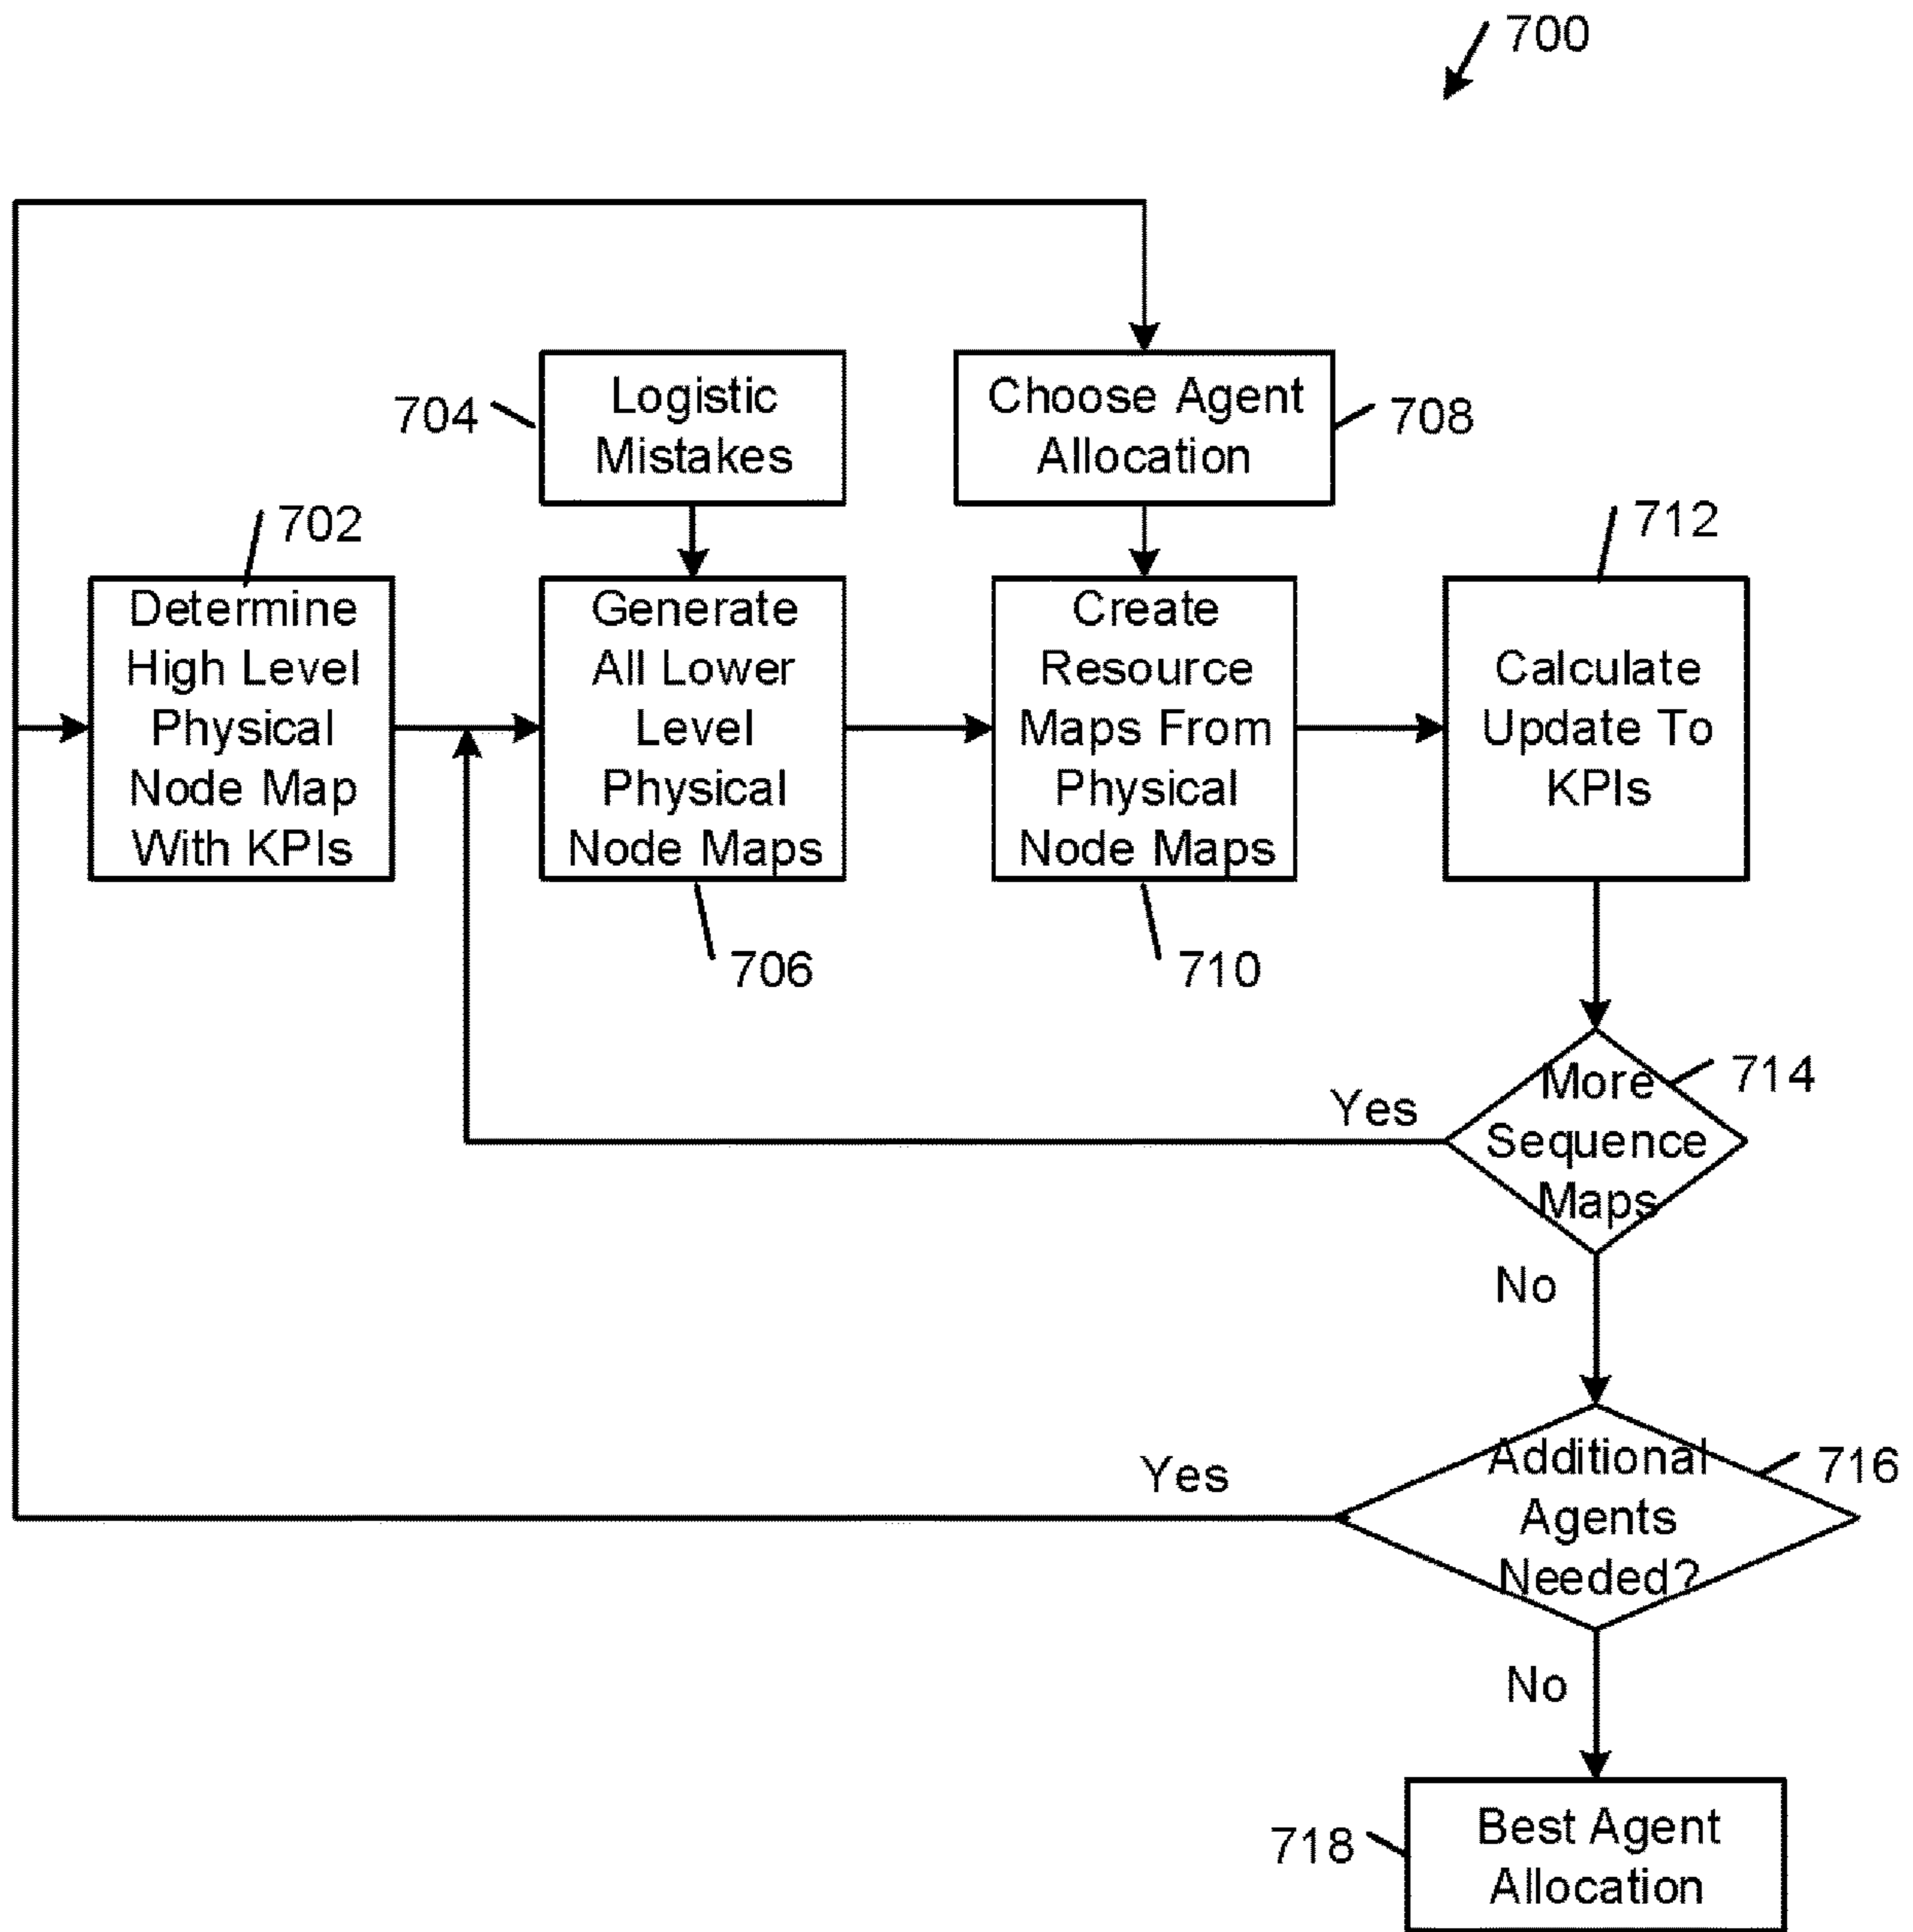 700
704
Logistic
Mistakes
Choose Agent
Allocation
708
702
Determine
High Level
Physical
Node Map
With KPIs
Generate
All Lower
Level
Physical
Node Maps
706
Create
Resource
Maps From
Physical
Node Maps
710
712
Calculate
Update To
KPIs
More
Sequence
Maps
714
Yes
No
Additional
Agents
Needed?
716
Yes
No
718
Best Agent
Allocation